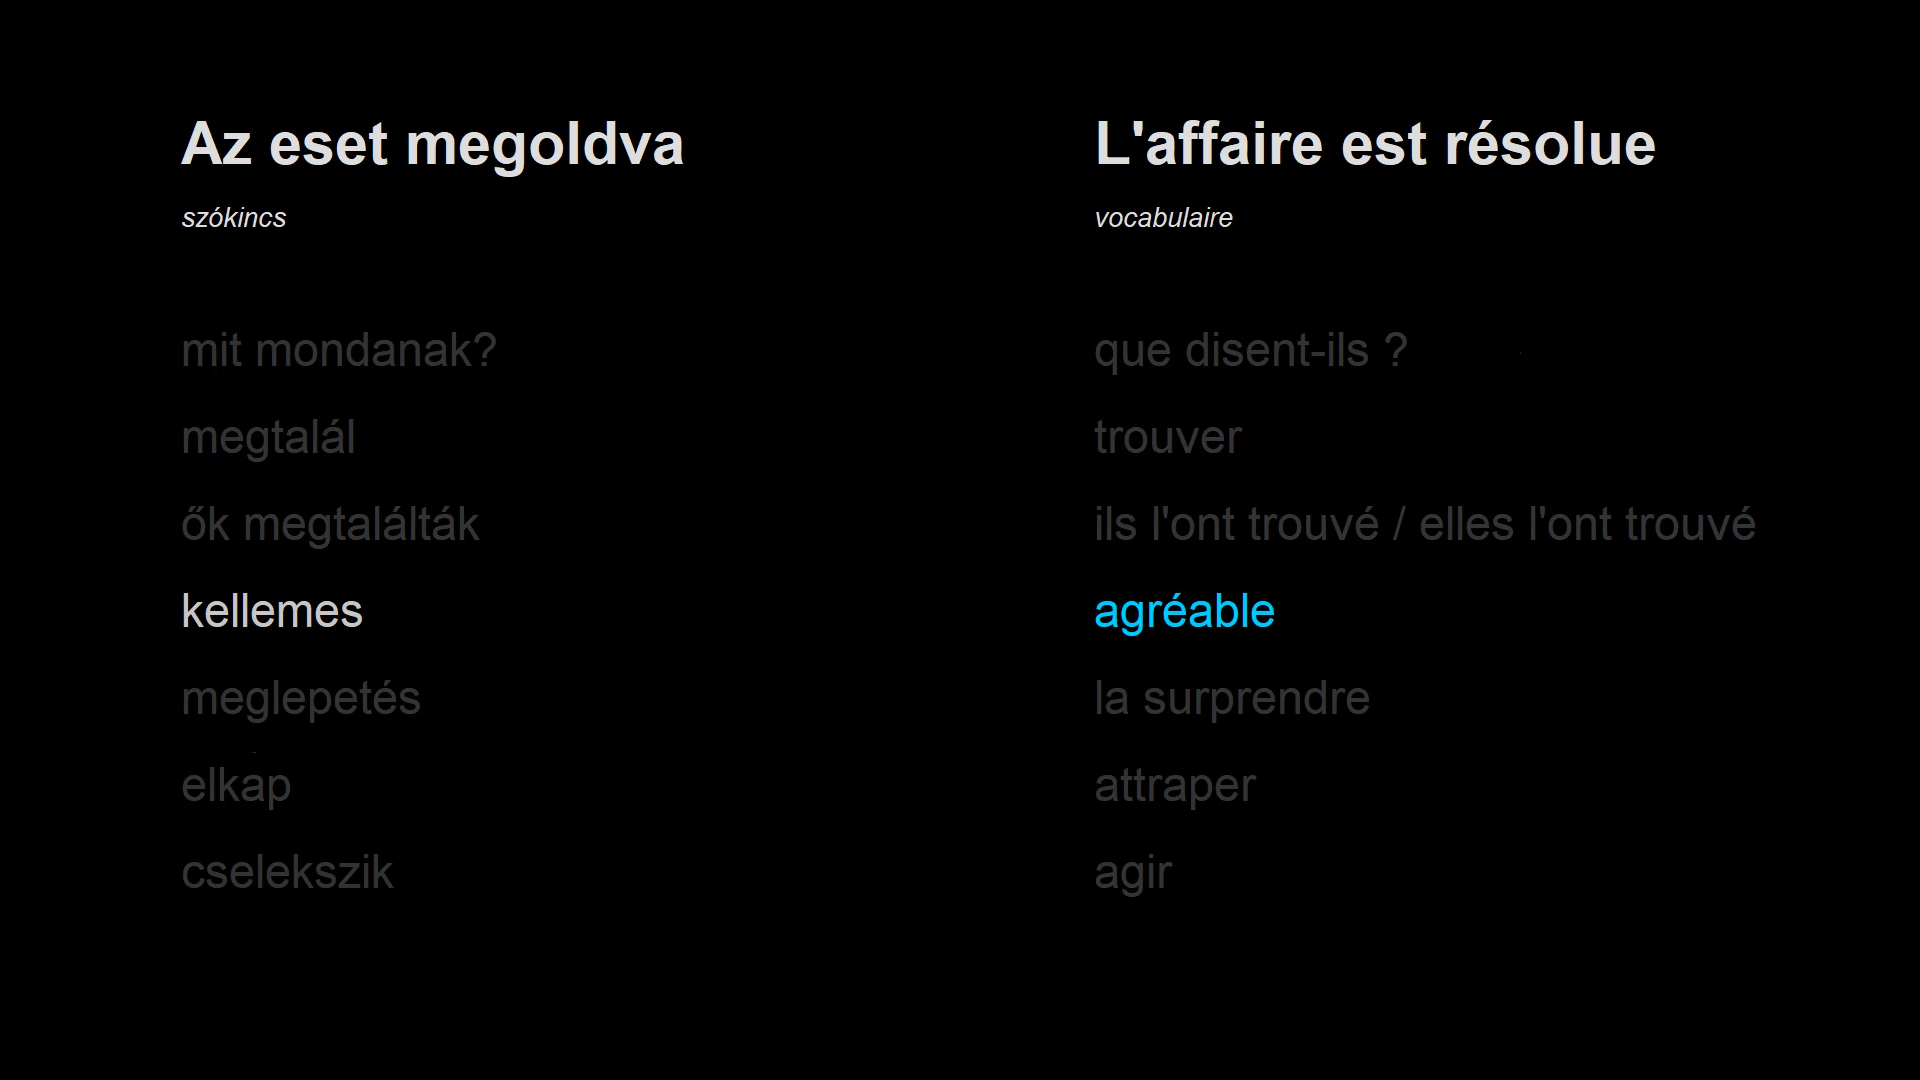 Az eset megoldva
szókincs
mit mondanak?
megtalál
ők megtalálták
kellemes
meglepetés
elkap
cselekszik
L'affaire est résolue
vocabulaire
que disent-ils ?
trouver
ils l'ont trouvé / elles l'ont trouvé
agréable
la surprendre
attraper
agir